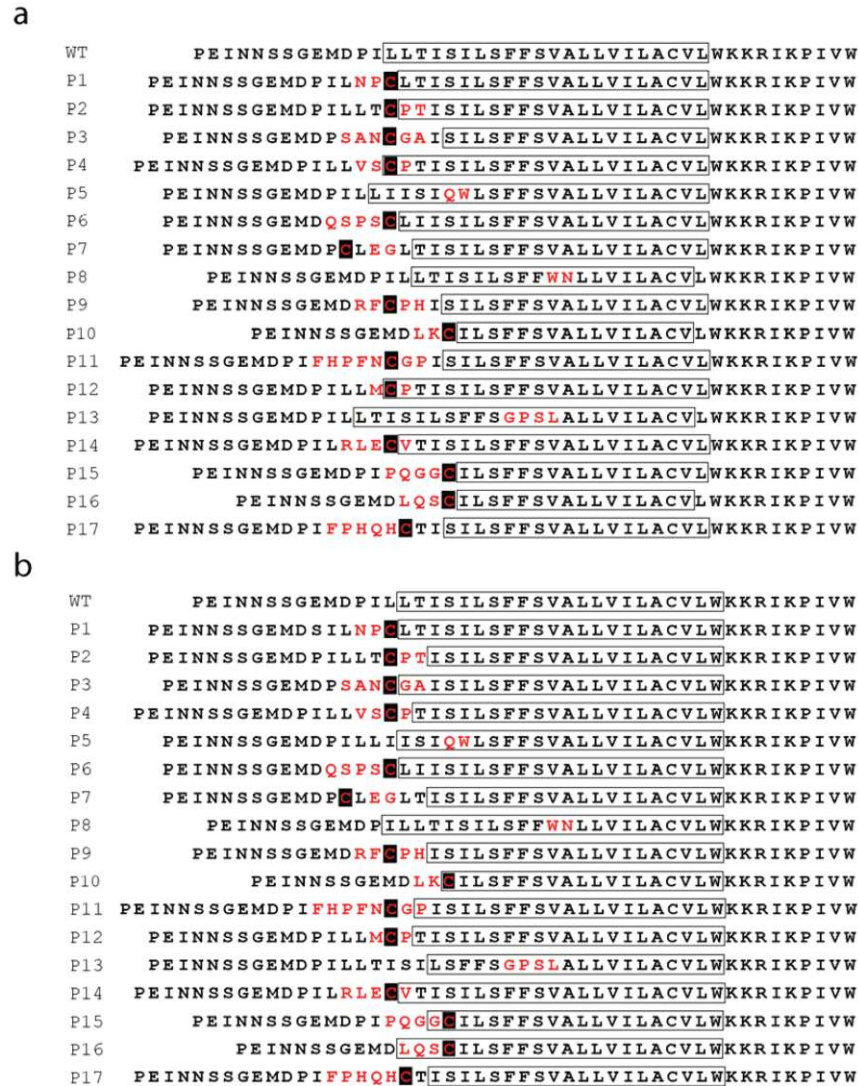 a
WT PEINNSSGEMDPILLTISILSFFSVALLVILACVLWKKRIKPIVW
P1 PEINNSSGEMDPILNPCLTISILSFFSVALLVILACVLWKKRIKPIVW
P2 PEINNSSGEMDPILLTCPTISILSFFSVALLVILACVLWKKRIKPIVW
P3 PEINNSSGEMDPSANCGAISILSFFSVALLVILACVLWKKRIKPIVW
P4 PEINNSSGEMDPILLVSCPTISILSFFSVALLVILACVLWKKRIKPIVW
P5 PEINNSSGEMDPILLIISIQWLSFFSVALLVILACVLWKKRIKPIVW
P6 PEINNSSGEMDQSPSCLIISILSFFSVALLVILACVLWKKRIKPIVW
P7 PEINNSSGEMDPCLEGLTISILSFFSVALLVILACVLWKKRIKPIVW
P8 PEINNSSGEMDPILLTISILSFFWNLLVILACVLWKKRIKPIVW
P9 PEINNSSGEMDRFCPHISILSFFSVALLVILACVLWKKRIKPIVW
P10 PEINNSSGEMDLKCILSFFSVALLVILACVLWKKRIKPIVW
P11 PEINNSSGEMDPIFHPFNCGPISILSFFSVALLVILACVLWKKRIKPIVW
P12 PEINNSSGEMDPILLMCPTISILSFFSVALLVILACVLWKKRIKPIVW
P13 PEINNSSGEMDPILLTISILSFFSGPSLALLVILACVLWKKRIKPIVW
P14 PEINNSSGEMDPILRLECVTISILSFFSVALLVILACVLWKKRIKPIVW
P15 PEINNSSGEMDPIPQGGCILSFFSVALLVILACVLWKKRIKPIVW
P16 PEINNSSGEMDLQSCILSFFSVALLVILACVLWKKRIKPIVW
P17 PEINNSSGEMDPIFPHQHCTISILSFFSVALLVILACVLWKKRIKPIVW
b
WT PEINNSSGEMDPILLTISILSFFSVALLVILACVLWKKRIKPIVW
P1 PEINNSSGEMDSILNPCLTISILSFFSVALLVILACVLWKKRIKPIVW
P2 PEINNSSGEMDPILLTCPTISILSFFSVALLVILACVLWKKRIKPIVW
P3 PEINNSSGEMDPSANCGAISILSFFSVALLVILACVLWKKRIKPIVW
P4 PEINNSSGEMDPILLVSCPTISILSFFSVALLVILACVLWKKRIKPIVW
P5 PEINNSSGEMDPILLIISIQWLSFFSVALLVILACVLWKKRIKPIVW
P6 PEINNSSGEMDQSPSCLIISILSFFSVALLVILACVLWKKRIKPIVW
P7 PEINNSSGEMDPCLEGLTISILSFFSVALLVILACVLWKKRIKPIVW
P8 PEINNSSGEMDPILLTISILSFFWNLLVILACVLWKKRIKPIVW
P9 PEINNSSGEMDRFCPHISILSFFSVALLVILACVLWKKRIKPIVW
P10 PEINNSSGEMDLKCILSFFSVALLVILACVLWKKRIKPIVW
P11 PEINNSSGEMDPIFHPFNCGPISILSFFSVALLVILACVLWKKRIKPIVW
P12 PEINNSSGEMDPILLMCPTISILSFFSVALLVILACVLWKKRIKPIVW
P13 PEINNSSGEMDPILLTISILSFFSGPSLALLVILACVLWKKRIKPIVW
P14 PEINNSSGEMDPILRLECVTISILSFFSVALLVILACVLWKKRIKPIVW
P15 PEINNSSGEMDPIPQGGCILSFFSVALLVILACVLWKKRIKPIVW
P16 PEINNSSGEMDLQSCILSFFSVALLVILACVLWKKRIKPIVW
P17 PEINNSSGEMDPIFPHQHCTISILSFFSVALLVILACVLWKKRIKPIVW